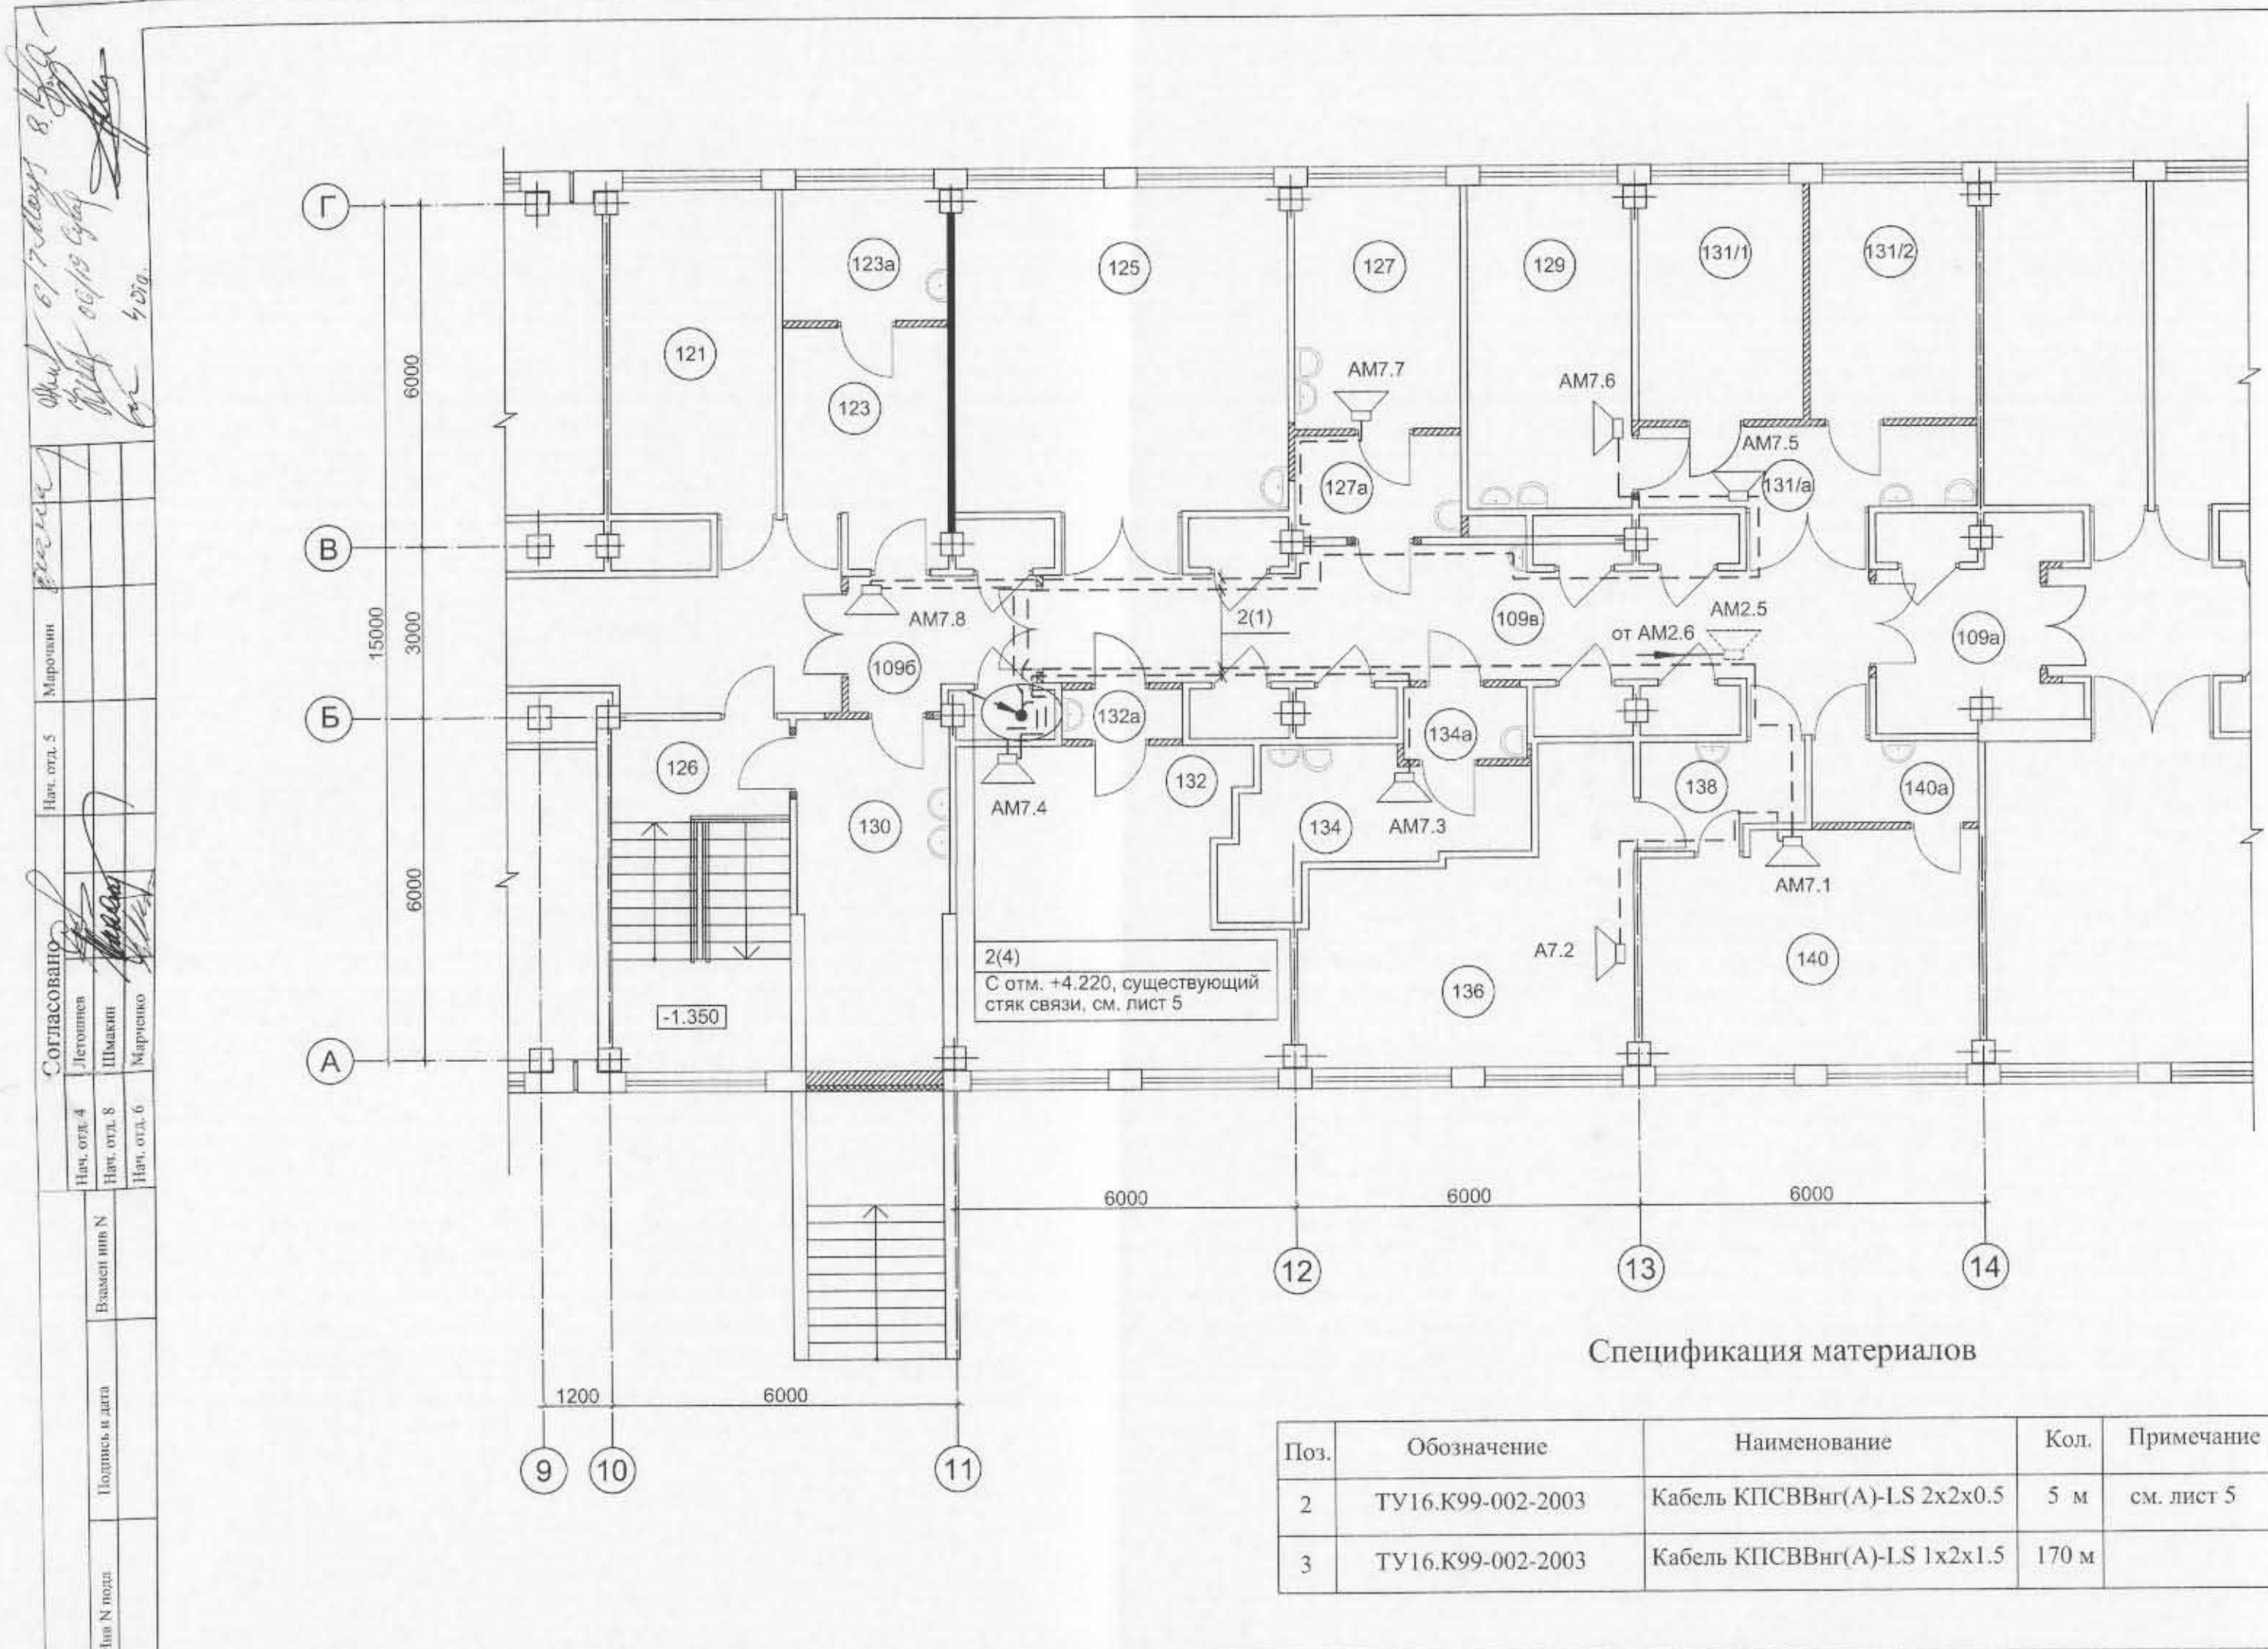 Г
В
Б
А
6000
3000
6000
15000
123а
125
127
129
131/1
131/2
121
123
АМ7.7
АМ7.6
АМ7.5
127а
131/а
АМ7.8
2(1)
109в
АМ2.5
от АМ2.6
109а
109б
132а
134а
126
132
138
140а
АМ7.4
130
134
АМ7.3
АМ7.1
А7.2
140
136
2(4)
С отм. +4.220, существующий
стяк связи, см. лист 5
-1.350
6000
6000
6000
12
13
14
1200
6000
9
10
11
Спецификация материалов
Поз. Обозначение Наименование Кол. Примечание
2 ТУ16.К99-002-2003 Кабель КПСВВнг(А)-LS 2х2х0.5 5 м см. лист 5
3 ТУ16.К99-002-2003 Кабель КПСВВнг(А)-LS 1х2х1.5 170 м
Согласовано
Нач. отд. 5 Марочкин
Нач. отд. 4 Летошнев
Нач. отд. 8 Шмакин
Нач. отд. 6 Марченко
Взамен инв N
Подпись и дата
Инв N подл